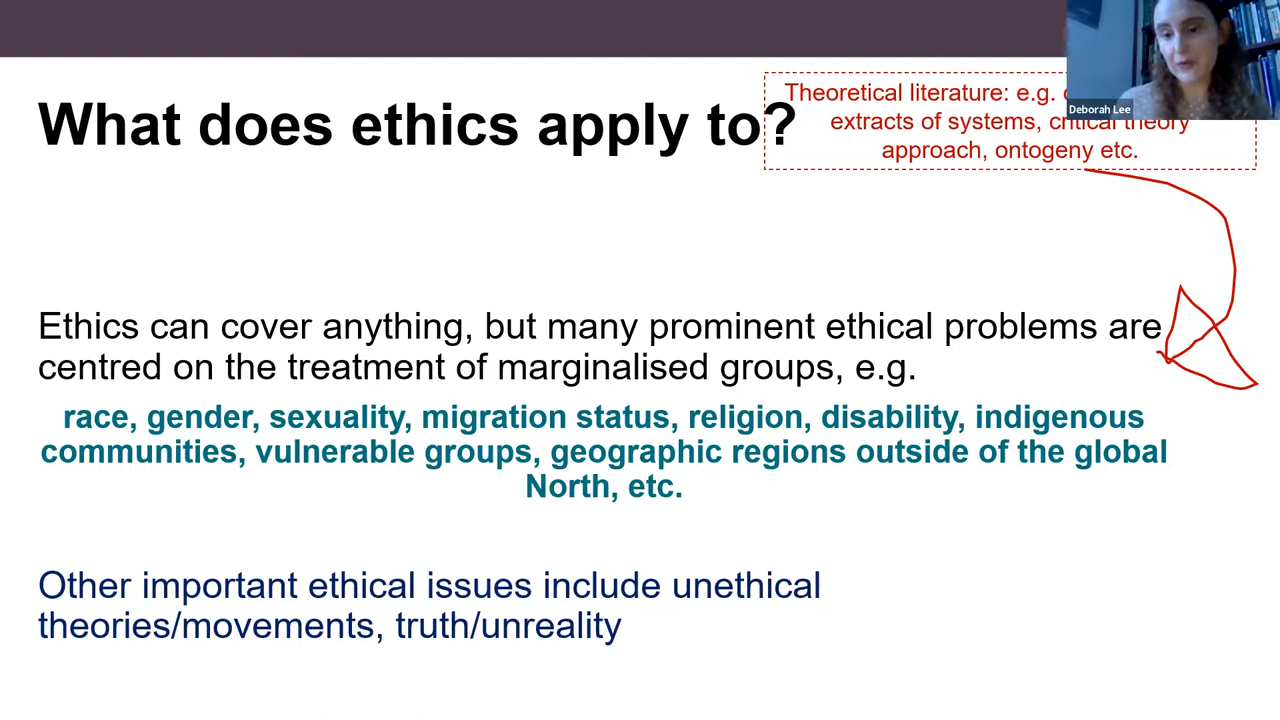 What does ethics apply to?
Theoretical literature: e.g.
extracts of systems, critical theory
approach, ontogeny etc.
Deborah Lee
Ethics can cover anything, but many prominent ethical problems are
centred on the treatment of marginalised groups, e.g.
race, gender, sexuality, migration status, religion, disability, indigenous
communities, vulnerable groups, geographic regions outside of the global
North, etc.
Other important ethical issues include unethical
theories/movements, truth/unreality